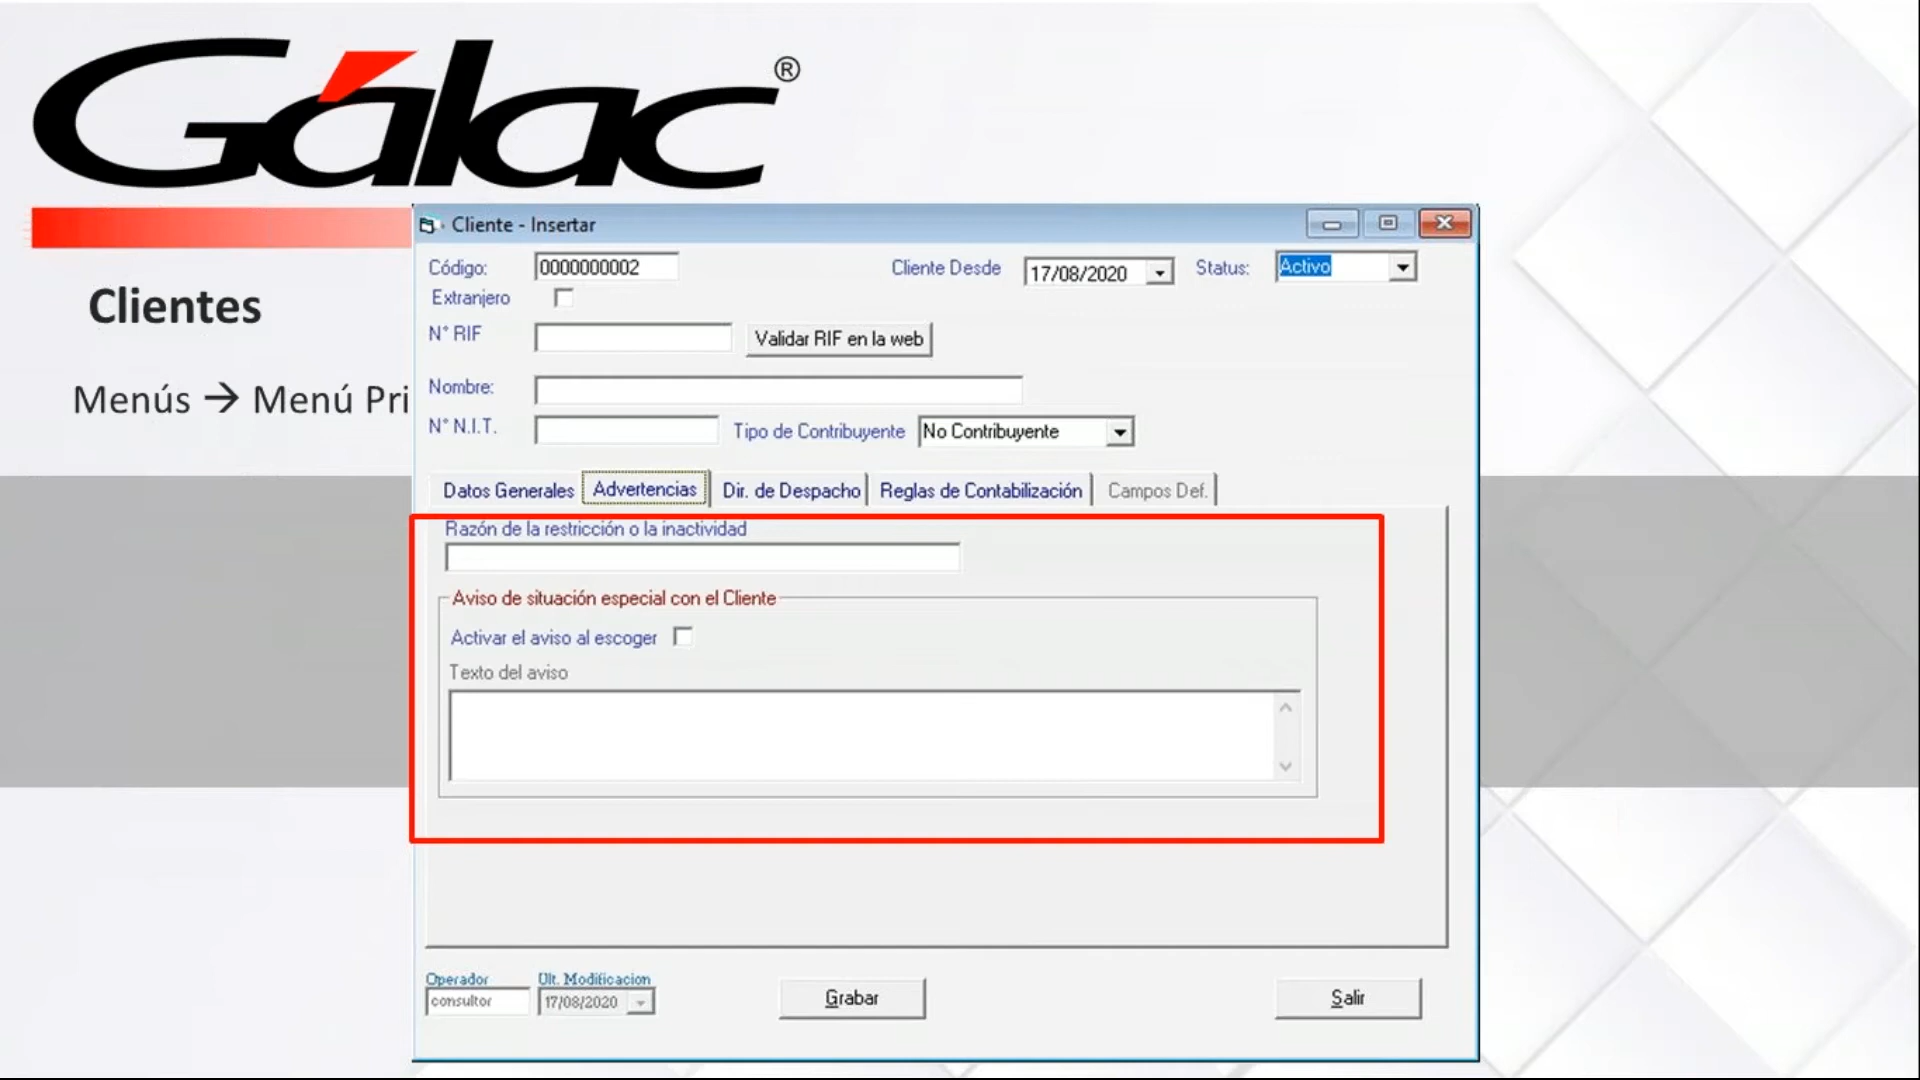 Gálac®
Clientes
Menús → Menú Pri
Cliente - Insertar
Código: 0000000002 Cliente Desde 17/08/2020 Status: Activo
Extranjero
N° RIF Validar RIF en la web
Nombre:
N° N.I.T. Tipo de Contribuyente No Contribuyente
Datos Generales Advertencias Dir. de Despacho Reglas de Contabilización Campos Def.
Razón de la restricción o la inactividad
Aviso de situación especial con el Cliente
Activar el aviso al escoger
Texto del aviso
Operador Ult. Modificacion
consultor 17/08/2020 Grabar Salir